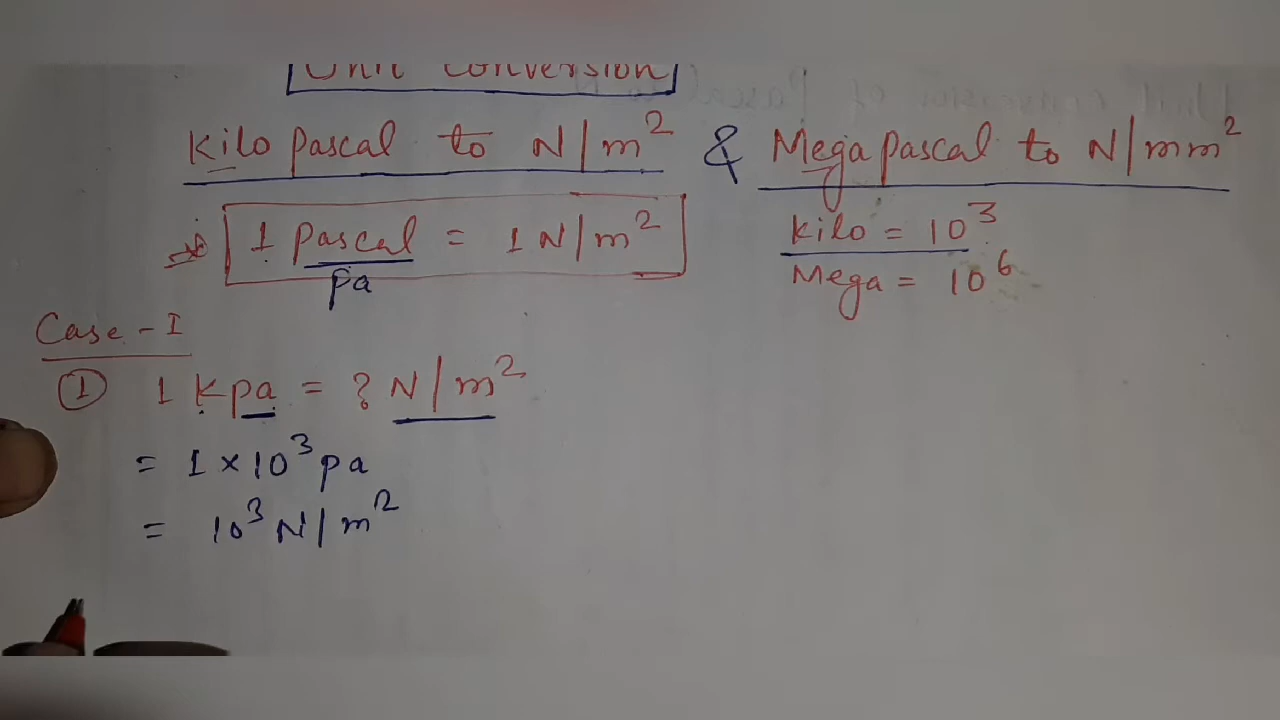 Unit conversion
Kilo pascal to N/m² & Mega pascal to N/mm²
1 pascal = 1 N/m²
pa
Kilo = 10³
Mega = 10⁶
Case - I
① 1 kpa = ? N/m²
= 1 × 10³ pa
= 10³ N/m²